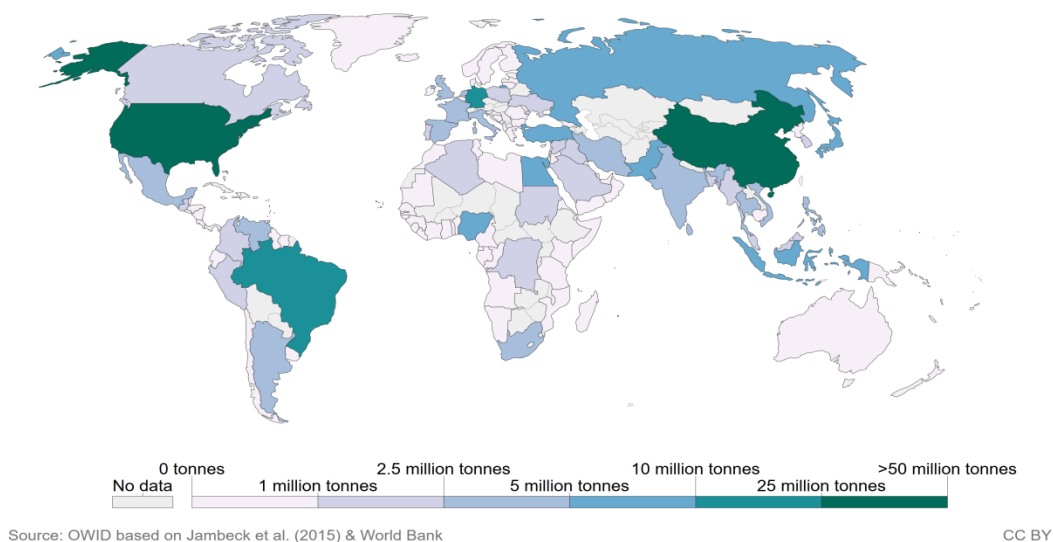 0 tonnes 2.5 million tonnes 10 million tonnes >50 million tonnes
No data 1 million tonnes 5 million tonnes 25 million tonnes
Source: OWID based on Jambeck et al. (2015) & World Bank CC BY